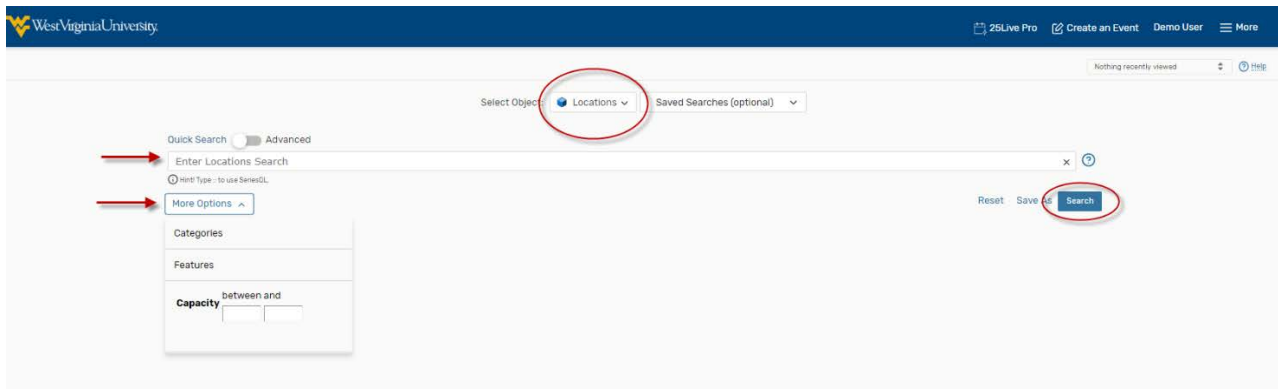 WestVirginiaUniversity.
25Live Pro Create an Event Demo User More
Nothing recently viewed Help
Select Object: Locations Saved Searches (optional)
Quick Search Advanced
Enter Locations Search x ?
Hint! Type :: to use SeriesQL.
More Options Reset Save As Search
Categories
Features
Capacity between and